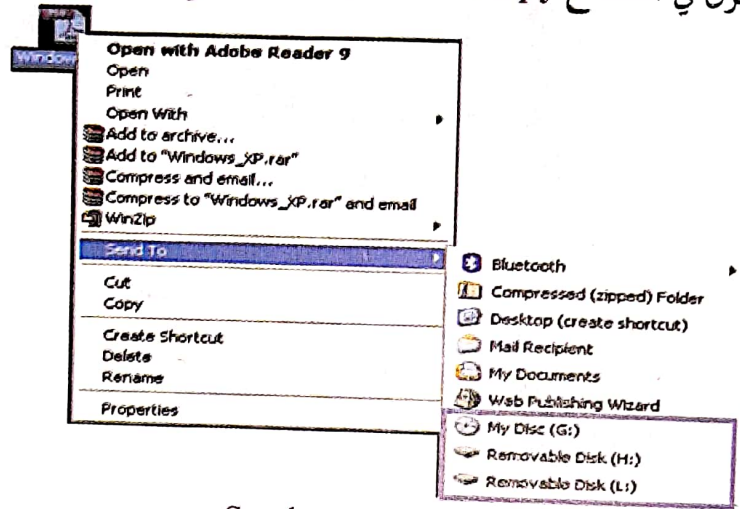 Window
Open with Adobe Reader 9
Open
Print
Open With
Add to archive...
Add to "Windows_XP.rar"
Compress and email...
Compress to "Windows_XP.rar" and email
WinZip
Send To
Cut
Copy
Create Shortcut
Delete
Rename
Properties
Bluetooth
Compressed (zipped) Folder
Desktop (create shortcut)
Mail Recipient
My Documents
Web Publishing Wizard
My Disc (G:)
Removable Disk (H:)
Removable Disk (L:)